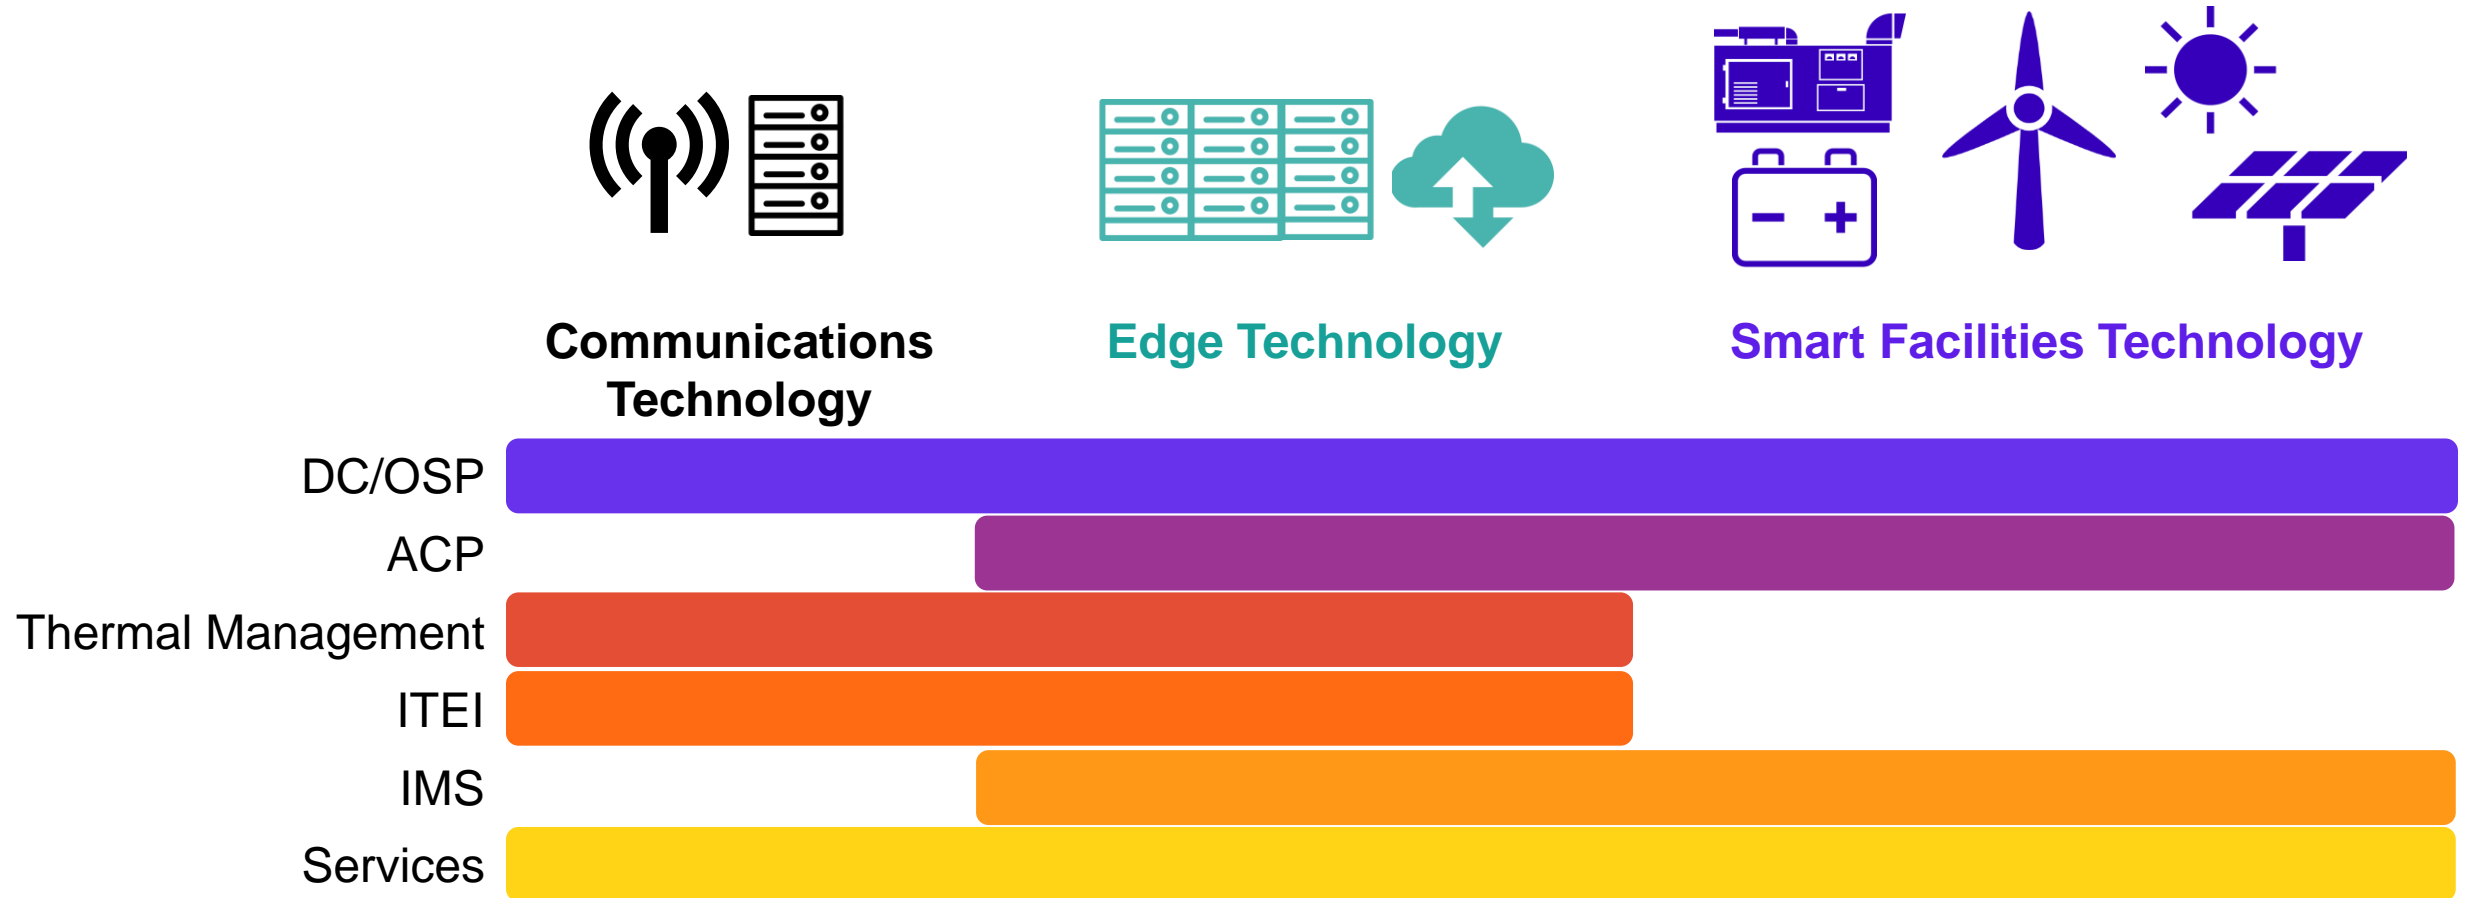 Communications
Technology
Edge Technology
Smart Facilities Technology
DC/OSP
ACP
Thermal Management
ITEI
IMS
Services